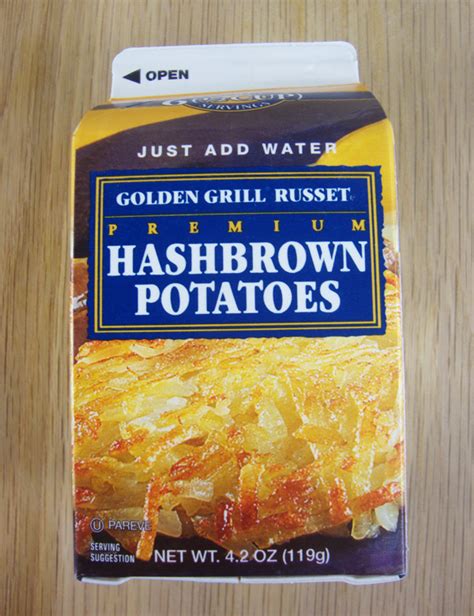 OPEN
SERVINGS
JUST ADD WATER
GOLDEN GRILL RUSSET
PREMIUM
HASHBROWN
POTATOES
U PAREVE
SERVING
SUGGESTION
NET WT. 4.2 OZ (119g)